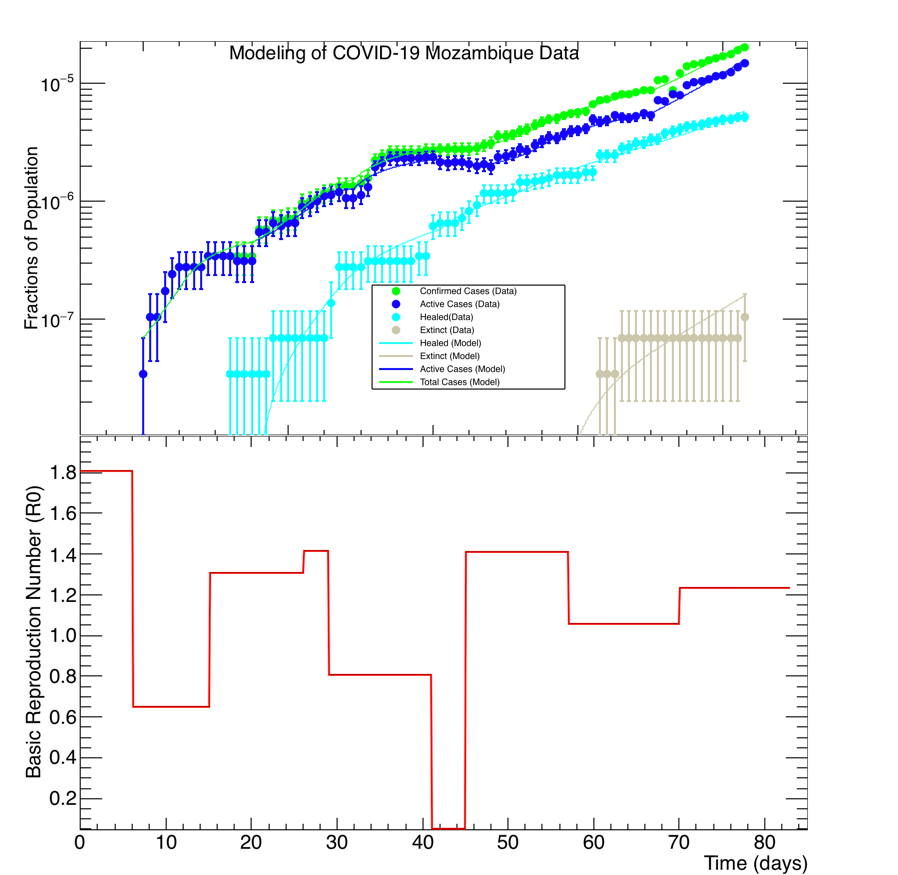 Modeling of COVID-19 Mozambique Data
Fractions of Population
10−5
10−6
10−7
Confirmed Cases (Data)
Active Cases (Data)
Healed(Data)
Extinct (Data)
Healed (Model)
Extinct (Model)
Active Cases (Model)
Total Cases (Model)
Basic Reproduction Number (R0)
1.8
1.6
1.4
1.2
1.0
0.8
0.6
0.4
0.2
0 10 20 30 40 50 60 70 80
Time (days)